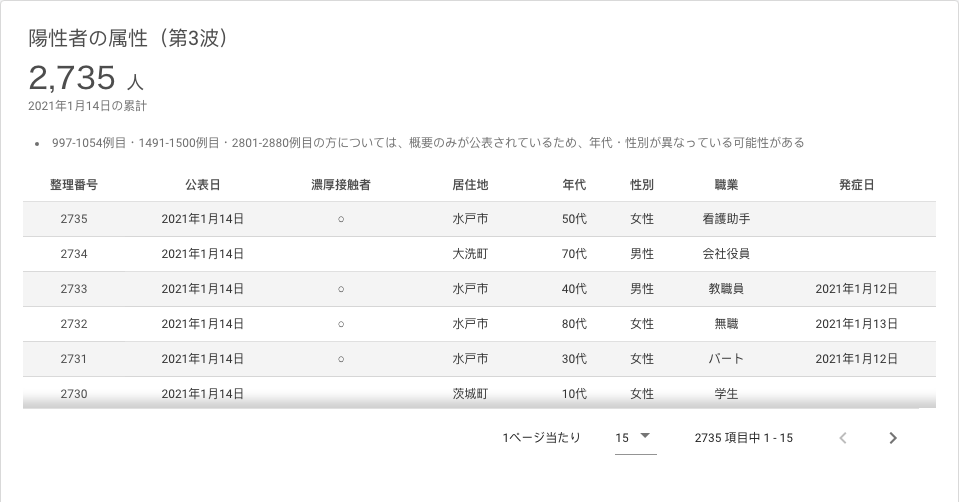 陽性者の属性（第3波）
2,735 人
2021年1月14日の累計
• 997-1054例目・1491-1500例目・2801-2880例目の方については、概要のみが公表されているため、年代・性別が異なっている可能性がある
整理番号 公表日 濃厚接触者 居住地 年代 性別 職業 発症日
2735 2021年1月14日 ○ 水戸市 50代 女性 看護助手
2734 2021年1月14日 大洗町 70代 男性 会社役員
2733 2021年1月14日 ○ 水戸市 40代 男性 教職員 2021年1月12日
2732 2021年1月14日 ○ 水戸市 80代 女性 無職 2021年1月13日
2731 2021年1月14日 ○ 水戸市 30代 女性 パート 2021年1月12日
2730 2021年1月14日 茨城町 10代 女性 学生
1ページ当たり 15 2735 項目中 1 - 15